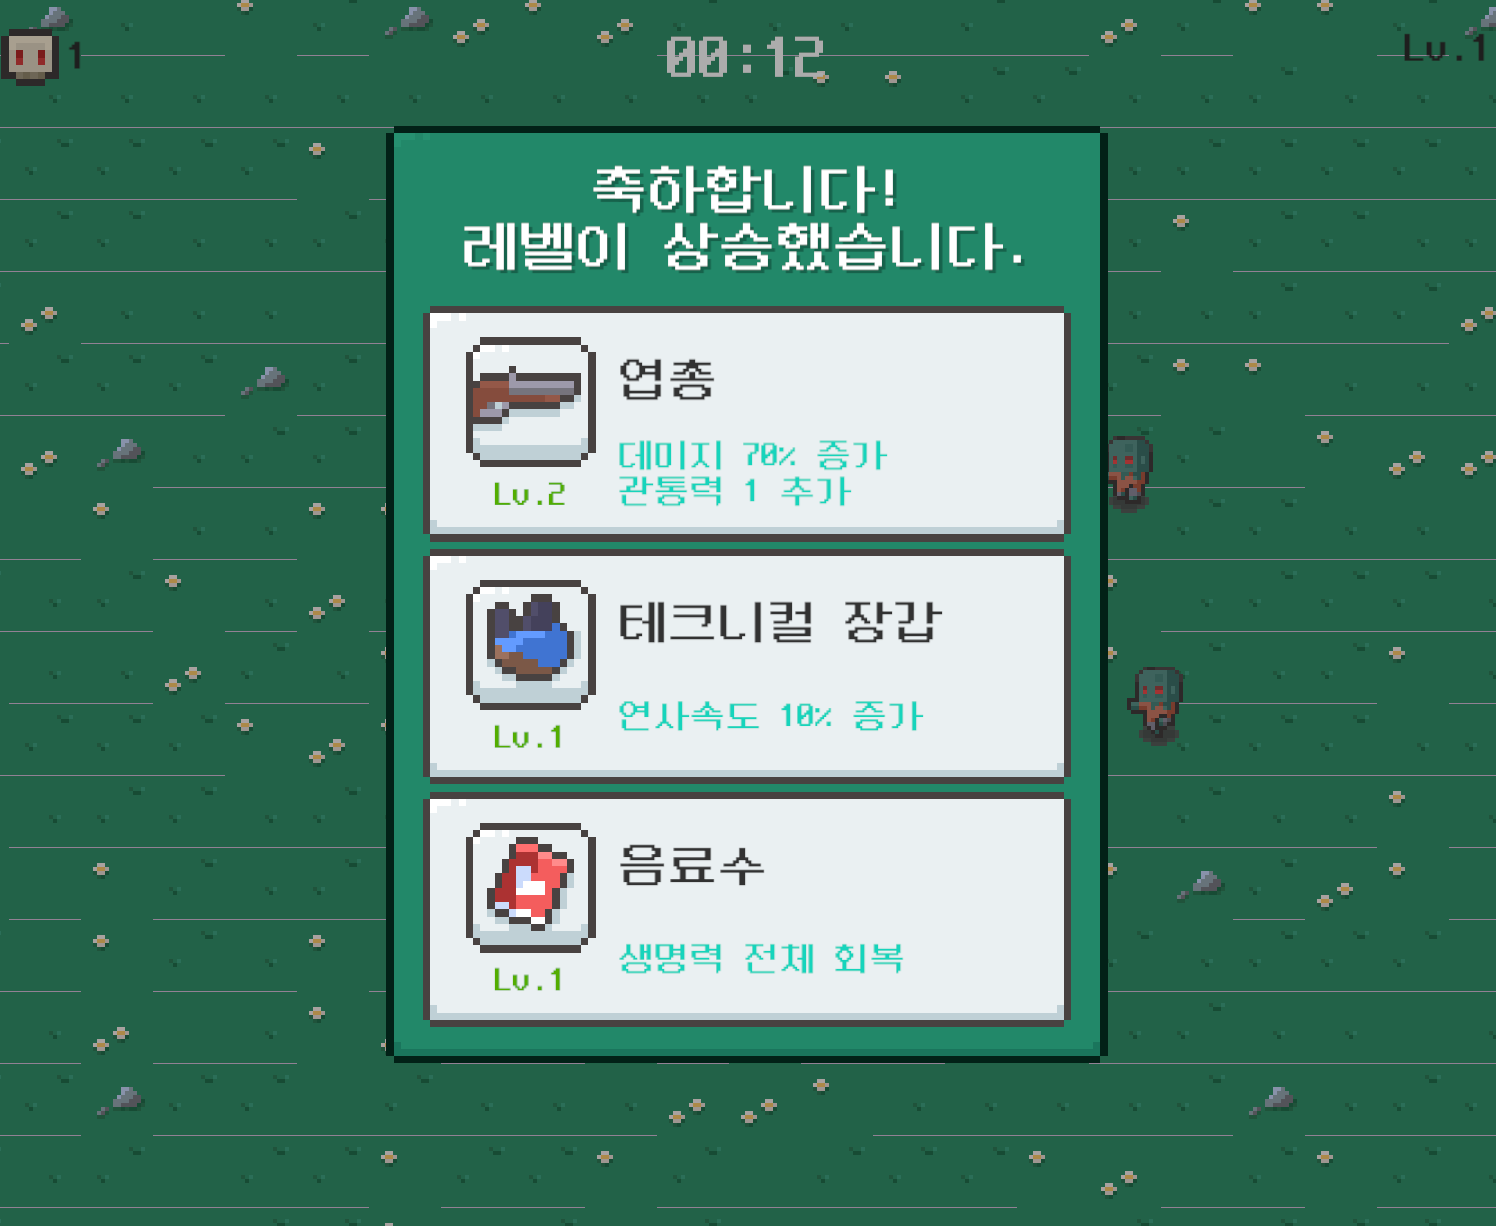 1
00:12
Lv.1
축하합니다!
레벨이 상승했습니다.
엽총
데미지 70% 증가
관통력 1 추가
Lv.2
테크니컬 장갑
연사속도 10% 증가
Lv.1
음료수
생명력 전체 회복
Lv.1